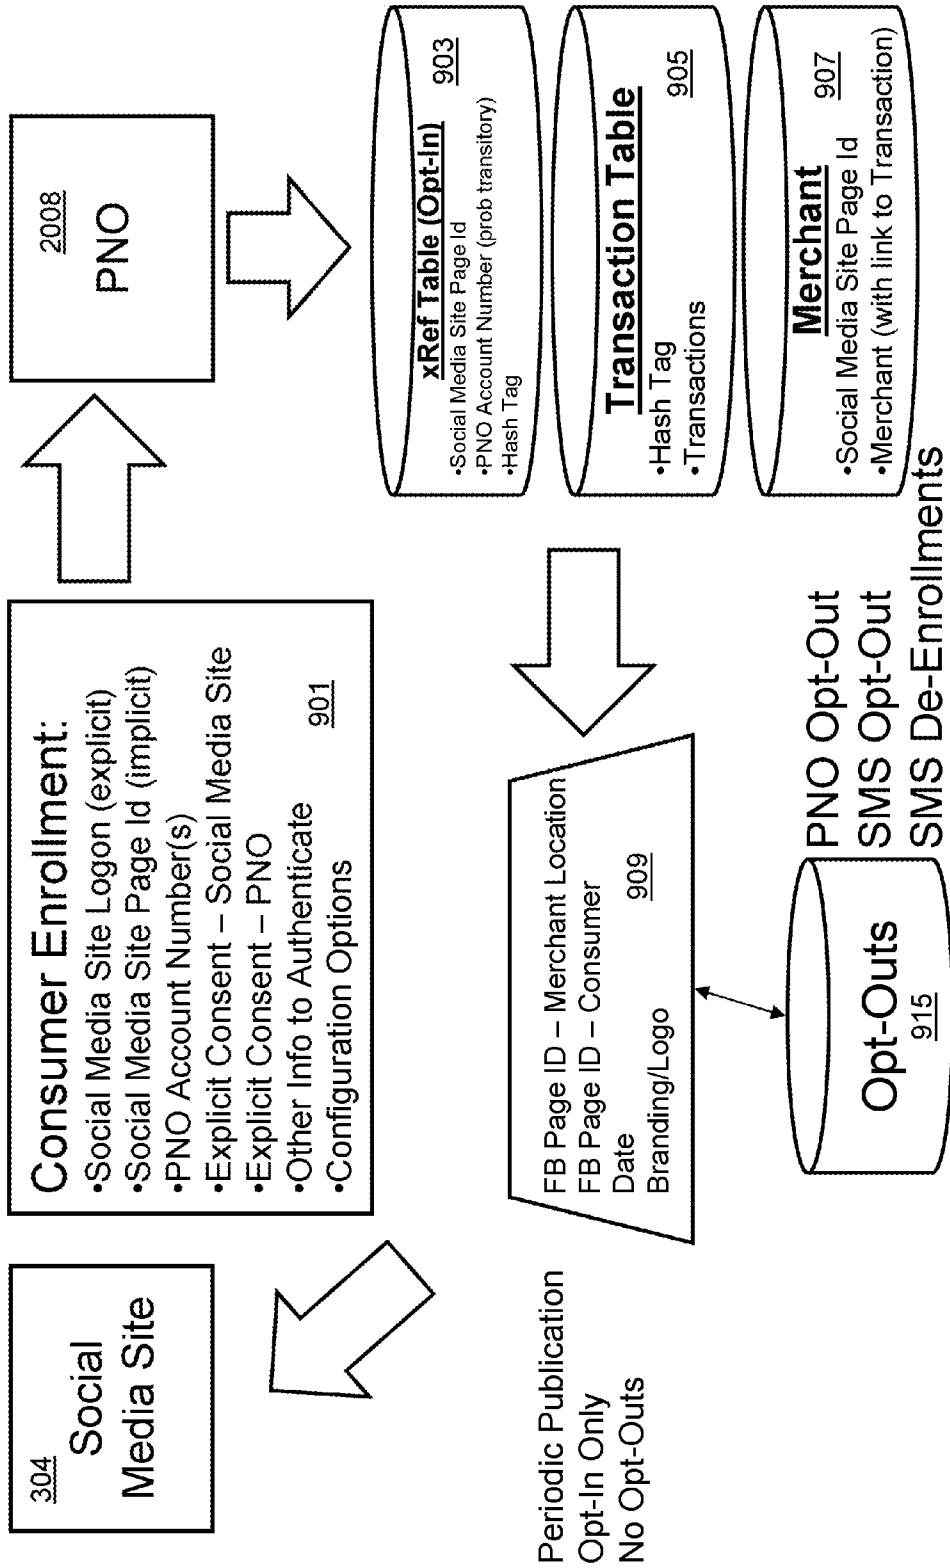 304
Social
Media Site
Consumer Enrollment:
•Social Media Site Logon (explicit)
•Social Media Site Page Id (implicit)
•PNO Account Number(s)
•Explicit Consent – Social Media Site
•Explicit Consent – PNO
•Other Info to Authenticate
•Configuration Options
901
2008
PNO
xRef Table (Opt-In)
903
•Social Media Site Page Id
•PNO Account Number (prob transitory)
•Hash Tag
Transaction Table
905
•Hash Tag
•Transactions
Merchant
907
•Social Media Site Page Id
•Merchant (with link to Transaction)
FB Page ID – Merchant Location
FB Page ID – Consumer
Date
Branding/Logo
909
Periodic Publication
Opt-In Only
No Opt-Outs
Opt-Outs
915
PNO Opt-Out
SMS Opt-Out
SMS De-Enrollments